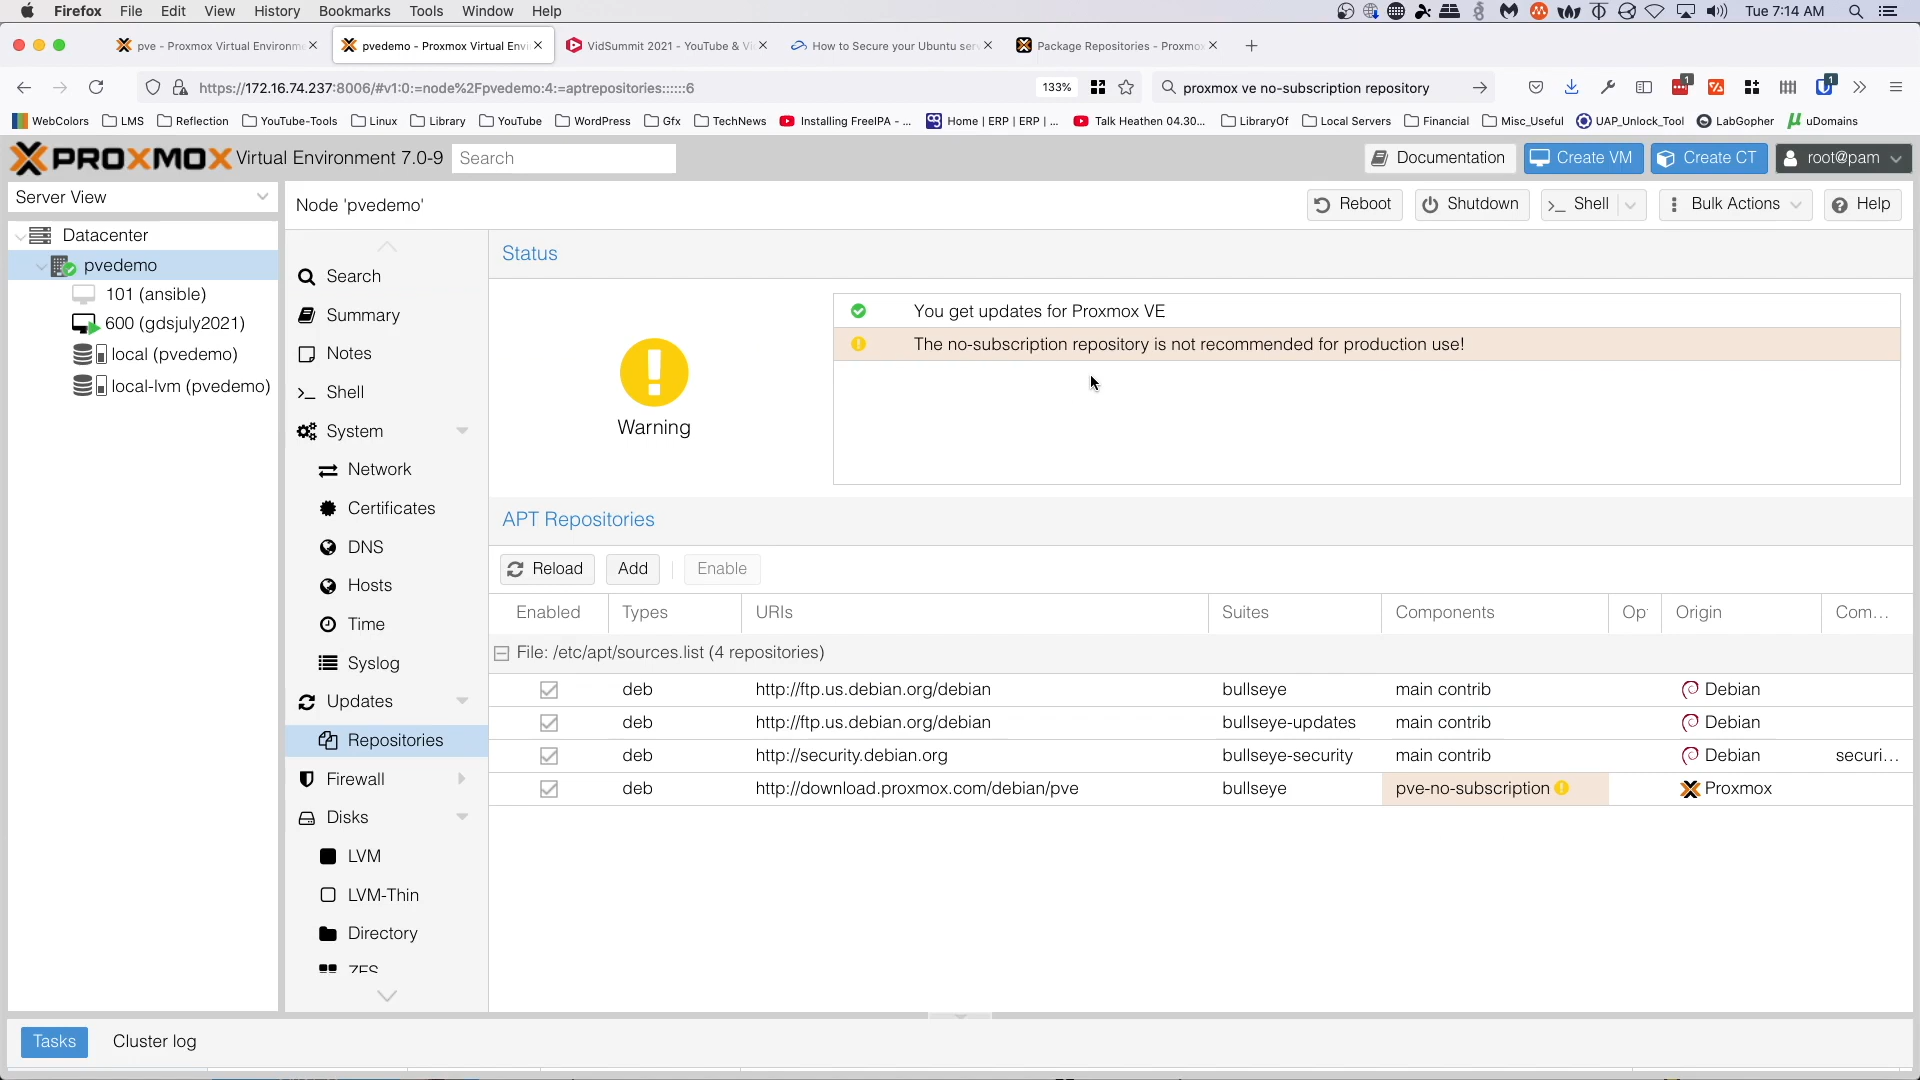 Firefox File Edit View History Bookmarks Tools Window Help Tue 7:14 AM
pve - Proxmox Virtual Environme pvedemo - Proxmox Virtual Envi VidSummit 2021 - YouTube & Vi How to Secure your Ubuntu ser Package Repositories - Proxmo
https://172.16.74.237:8006/#v1:0:=node%2Fpvedemo:4:=aptrepositories::::::6 133% proxmox ve no-subscription repository 1 1
WebColors LMS Reflection YouTube-Tools Linux Library YouTube WordPress Gfx TechNews Installing FreeIPA - ... Home | ERP | ERP | ... Talk Heathen 04.30... LibraryOf Local Servers Financial Misc_Useful UAP_Unlock_Tool LabGopher uDomains
PROXMOX Virtual Environment 7.0-9 Search Documentation Create VM Create CT root@pam
Server View
Node 'pvedemo' Reboot Shutdown Shell Bulk Actions Help
Datacenter
pvedemo
101 (ansible)
600 (gdsjuly2021)
local (pvedemo)
local-lvm (pvedemo)
Search
Summary
Notes
Shell
System
Network
Certificates
DNS
Hosts
Time
Syslog
Updates
Repositories
Firewall
Disks
LVM
LVM-Thin
Directory
ZFS
Status
Warning
You get updates for Proxmox VE
The no-subscription repository is not recommended for production use!
APT Repositories
Reload Add Enable
Enabled Types URIs Suites Components Op Origin Com...
File: /etc/apt/sources.list (4 repositories)
deb http://ftp.us.debian.org/debian bullseye main contrib Debian
deb http://ftp.us.debian.org/debian bullseye-updates main contrib Debian
deb http://security.debian.org bullseye-security main contrib Debian securi...
deb http://download.proxmox.com/debian/pve bullseye pve-no-subscription Proxmox
Tasks Cluster log